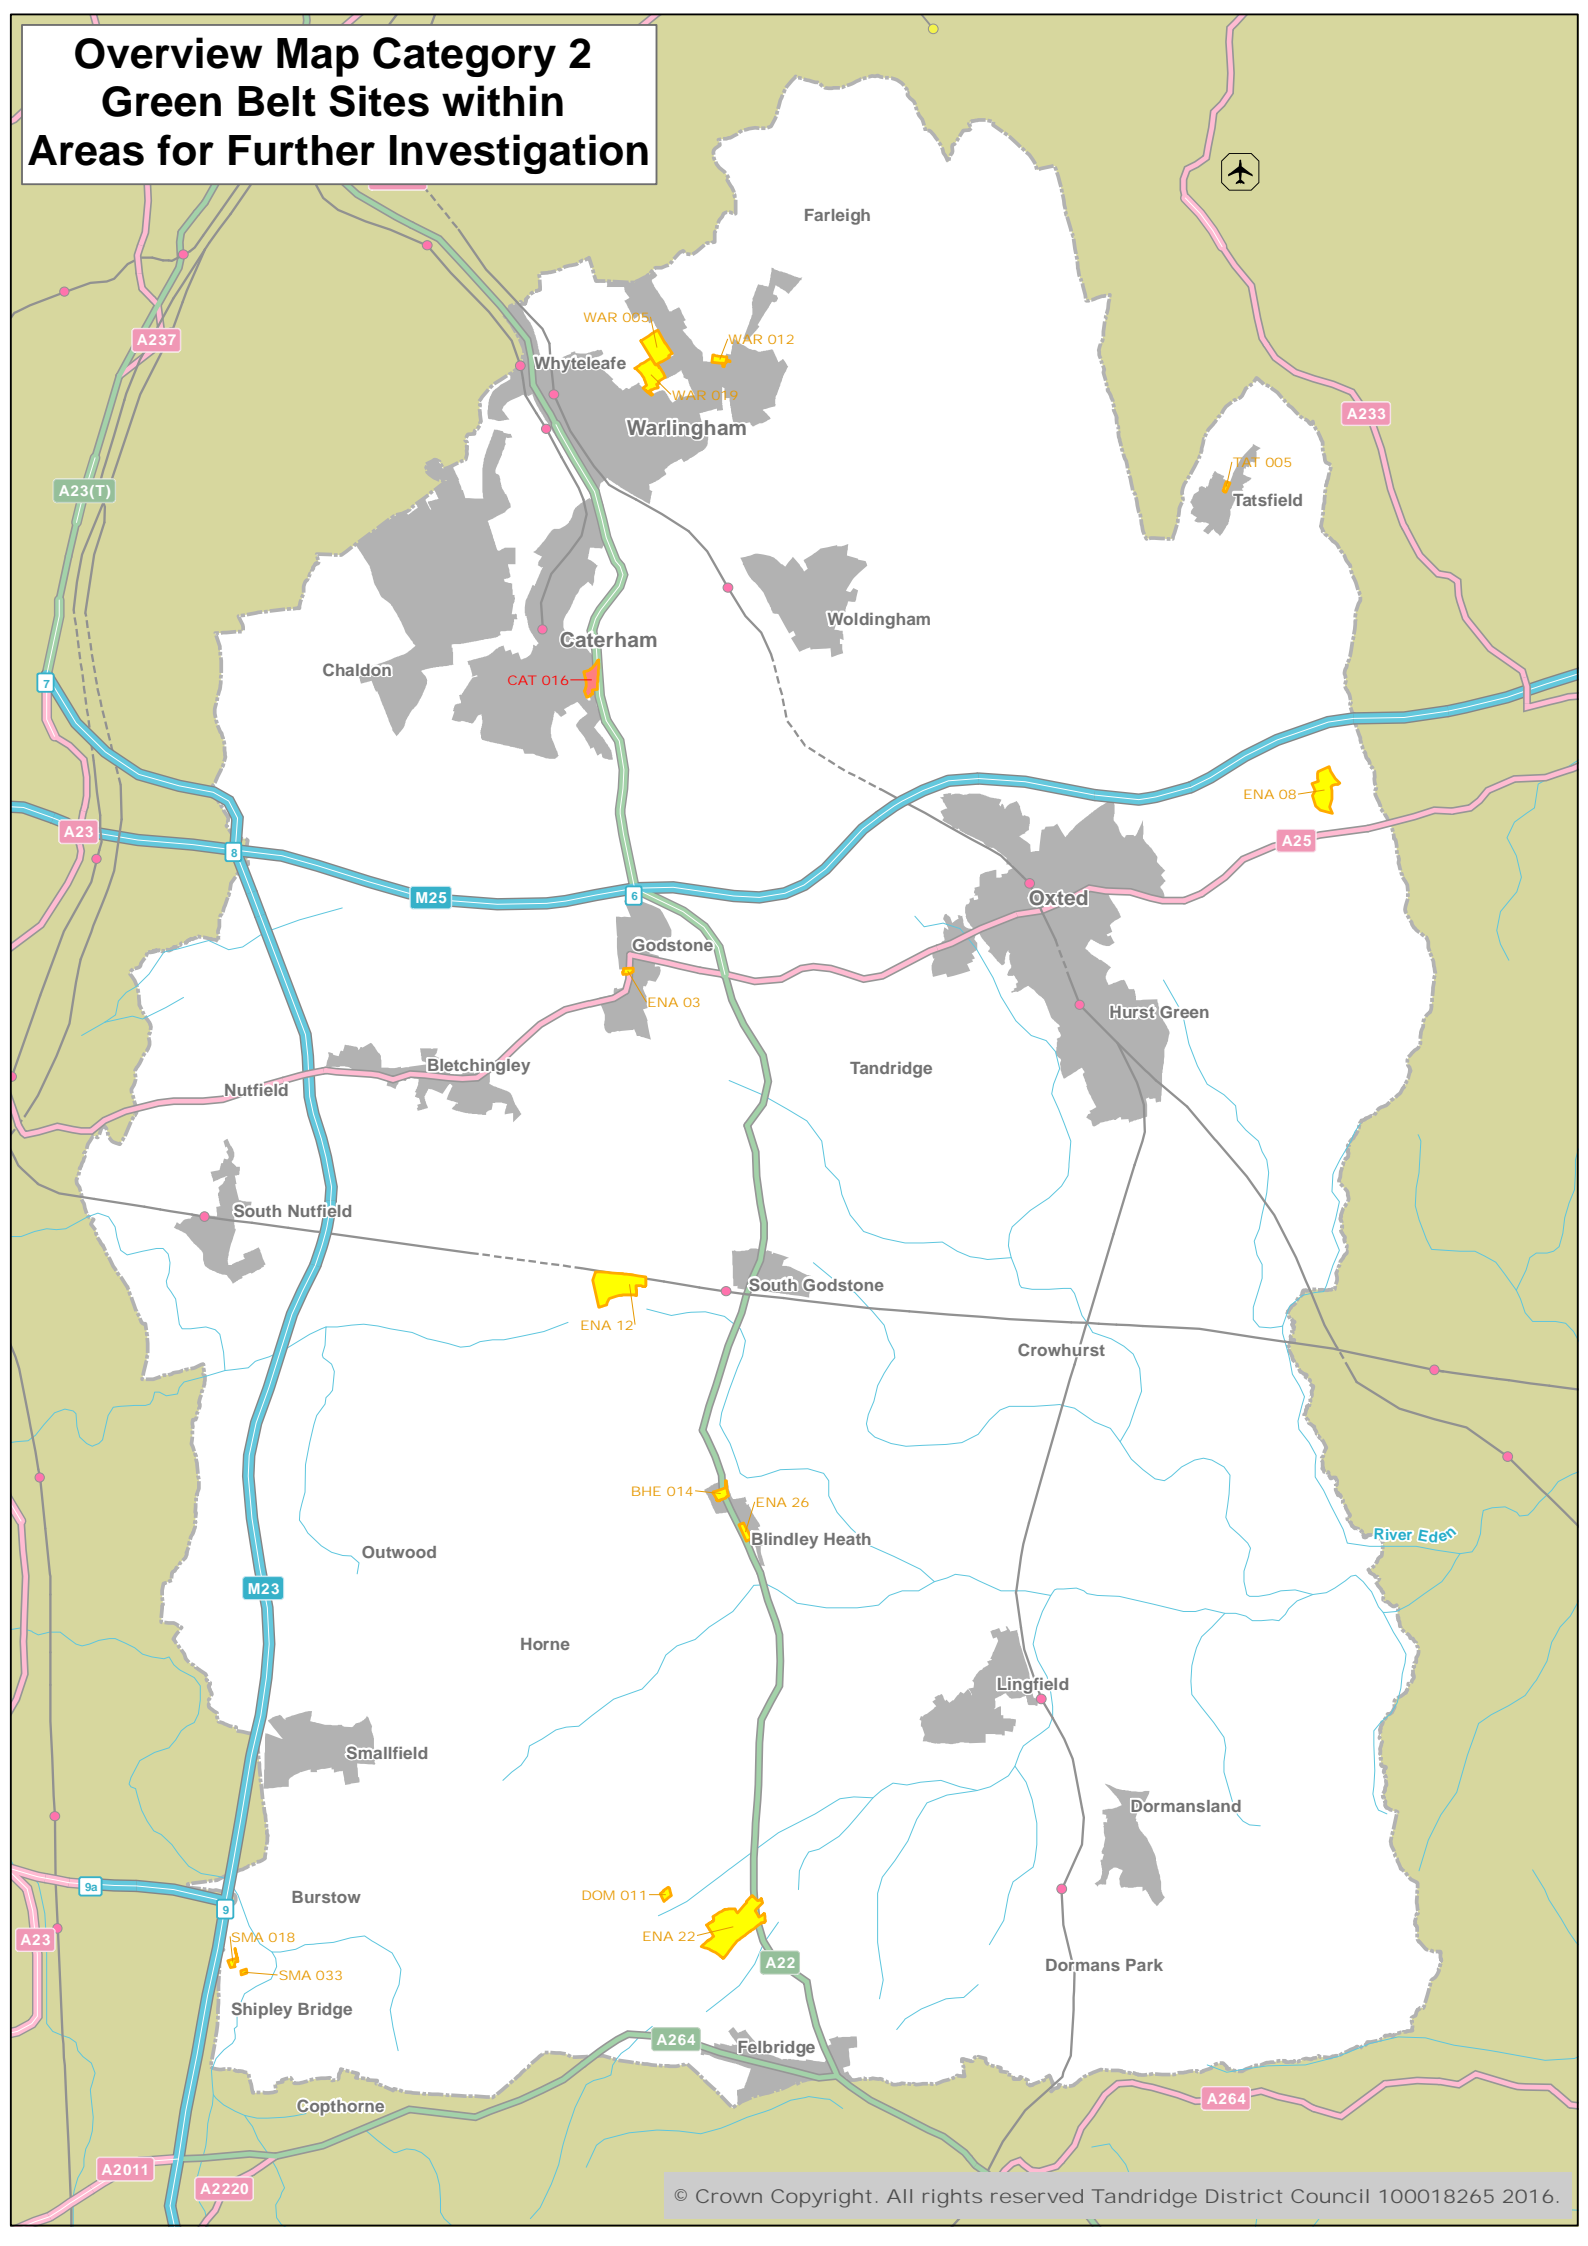 Overview Map Category 2
Green Belt Sites within
Areas for Further Investigation
Farleigh
WAR 005
WAR 012
A237
Whyteleafe
WAR 019
A233
Warlingham
TAT 005
A23(T)
Tatsfield
Woldingham
Caterham
Chaldon
CAT 016
7
ENA 08
A23
A25
8
M25
6
Oxted
Godstone
ENA 03
Hurst Green
Bletchingley
Tandridge
Nutfield
South Nutfield
South Godstone
ENA 12
Crowhurst
BHE 014
ENA 26
River Eden
Blindley Heath
Outwood
M23
Horne
Lingfield
Smallfield
Dormansland
9a
Burstow
DOM 011
9
A23
SMA 018
ENA 22
A22
Dormans Park
SMA 033
Shipley Bridge
A264
Felbridge
A264
Copthorne
A2011
A2220
© Crown Copyright. All rights reserved Tandridge District Council 100018265 2016.